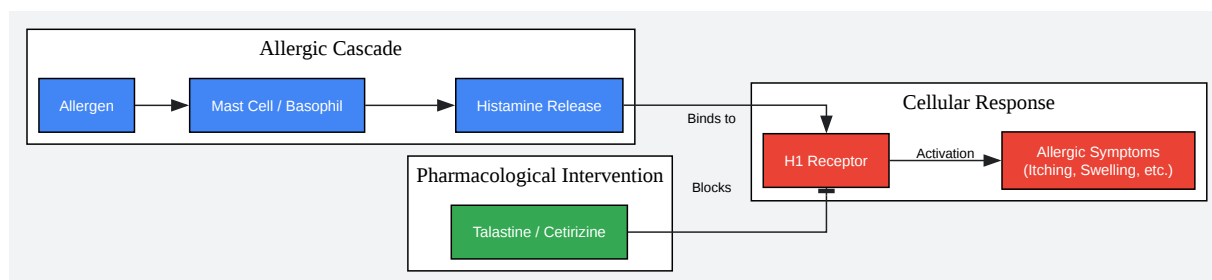 Allergic Cascade
Allergen
Mast Cell / Basophil
Histamine Release
Binds to
Cellular Response
H1 Receptor
Activation
Allergic Symptoms
(Itching, Swelling, etc.)
Pharmacological Intervention
Blocks
Talastine / Cetirizine